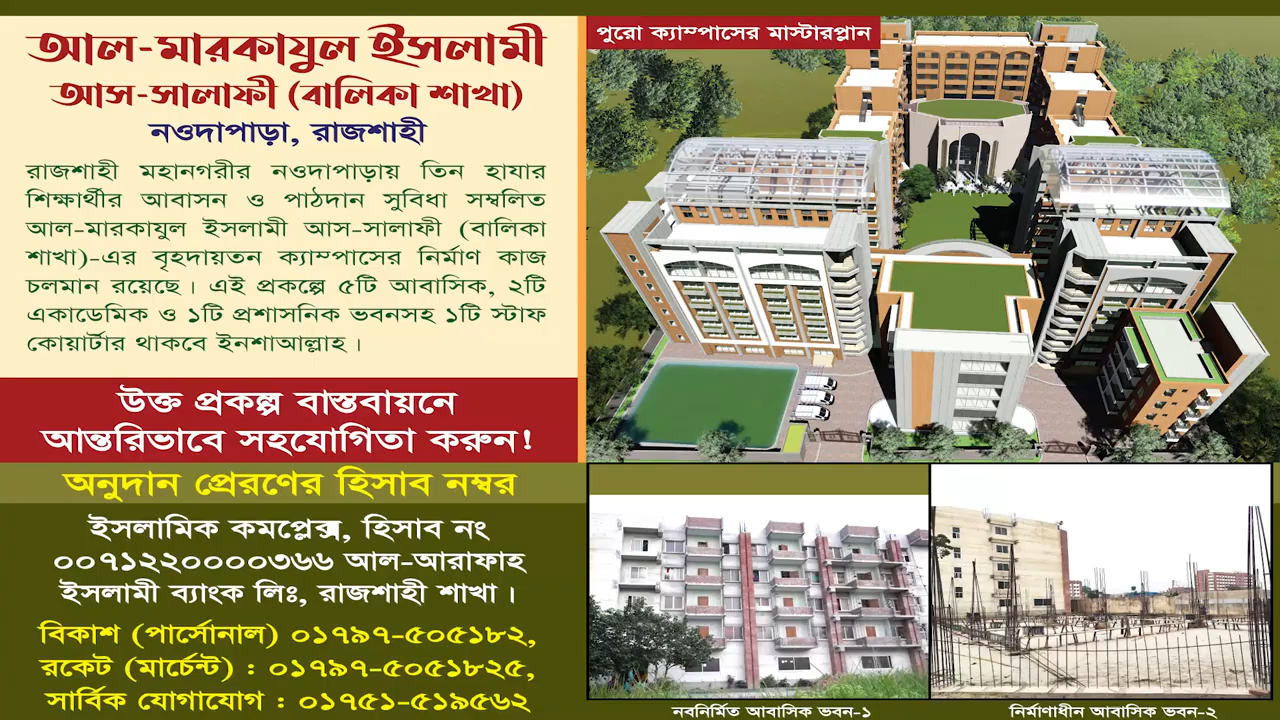 আল-মারকাযুল ইসলামী
আস-সালাফী (বালিকা শাখা)
নওদাপাড়া, রাজশাহী
রাজশাহী মহানগরীর নওদাপাড়ায় তিন হাযার
শিক্ষার্থীর আবাসন ও পাঠদান সুবিধা সম্বলিত
আল-মারকাযুল ইসলামী আস-সালাফী (বালিকা
শাখা)-এর বৃহদায়তন ক্যাম্পাসের নির্মাণ কাজ
চলমান রয়েছে। এই প্রকল্পে ৫টি আবাসিক, ২টি
একাডেমিক ও ১টি প্রশাসনিক ভবনসহ ১টি স্টাফ
কোয়ার্টার থাকবে ইনশাআল্লাহ।
উক্ত প্রকল্প বাস্তবায়নে
আন্তরিভাবে সহযোগিতা করুন!
অনুদান প্রেরণের হিসাব নম্বর
ইসলামিক কমপ্লেক্স, হিসাব নং
০০৭১২২০০০০৩৬৬ আল-আরাফাহ
ইসলামী ব্যাংক লিঃ, রাজশাহী শাখা।
বিকাশ (পার্সোনাল) ০১৭৯৭-৫০৫১৮২,
রকেট (মার্চেন্ট) : ০১৭৯৭-৫০৫১৮২৫,
সার্বিক যোগাযোগ : ০১৭৫১-৫১৯৫৬২
পুরো ক্যাম্পাসের মাস্টারপ্লান
নবনির্মিত আবাসিক ভবন-১
নির্মাণাধীন আবাসিক ভবন-২